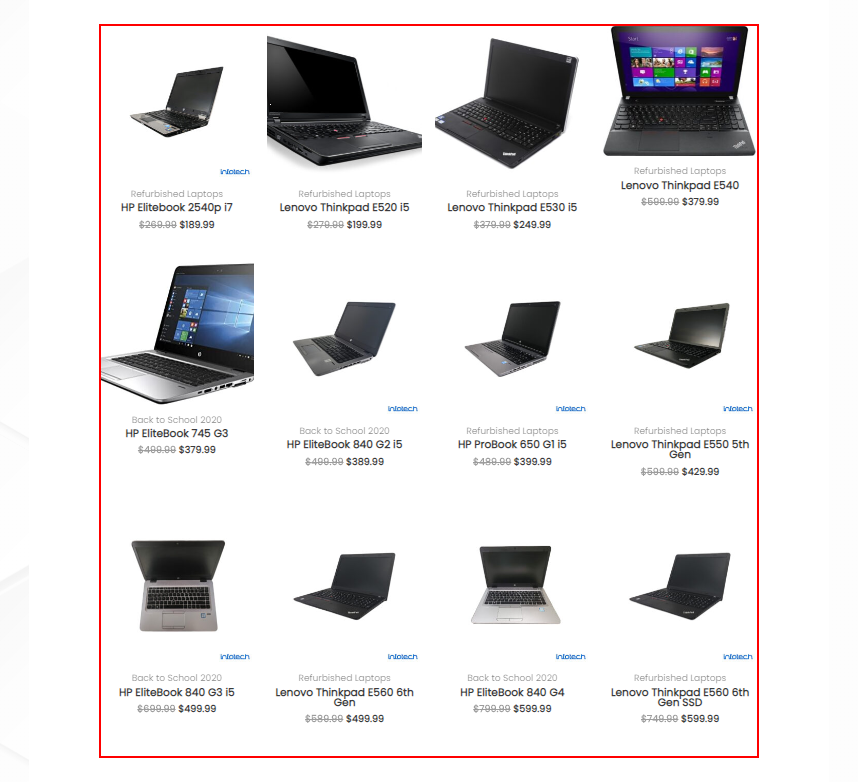 Start
ThinkPad
infotech
Refurbished Laptops
HP Elitebook 2540p i7
$269.99 $189.99
Refurbished Laptops
Lenovo Thinkpad E520 i5
$279.99 $199.99
Refurbished Laptops
Lenovo Thinkpad E530 i5
$379.99 $249.99
Refurbished Laptops
Lenovo Thinkpad E540
$599.99 $379.99
Back to School 2020
HP EliteBook 745 G3
$499.99 $379.99
infotech
Back to School 2020
HP EliteBook 840 G2 i5
$499.99 $389.99
infotech
Refurbished Laptops
HP ProBook 650 G1 i5
$489.99 $399.99
infotech
Refurbished Laptops
Lenovo Thinkpad E550 5th
Gen
$599.99 $429.99
infotech
Back to School 2020
HP EliteBook 840 G3 i5
$699.99 $499.99
infotech
Refurbished Laptops
Lenovo Thinkpad E560 6th
Gen
$589.99 $499.99
infotech
Back to School 2020
HP EliteBook 840 G4
$799.99 $599.99
infotech
Refurbished Laptops
Lenovo Thinkpad E560 6th
Gen SSD
$749.99 $599.99